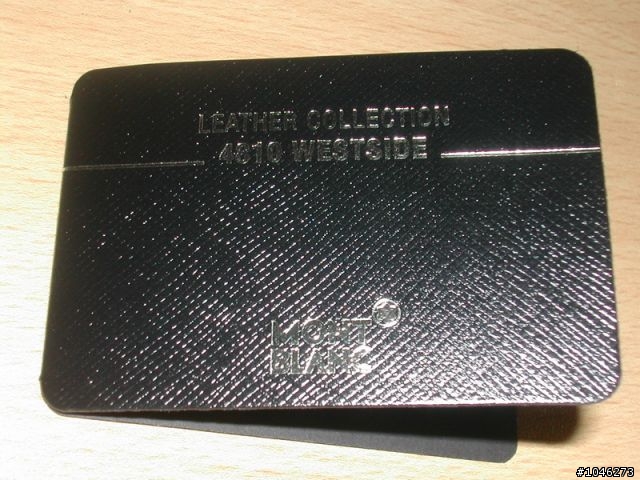 LEATHER COLLECTION
4810 WESTSIDE
MONT
BLANC
#1046273